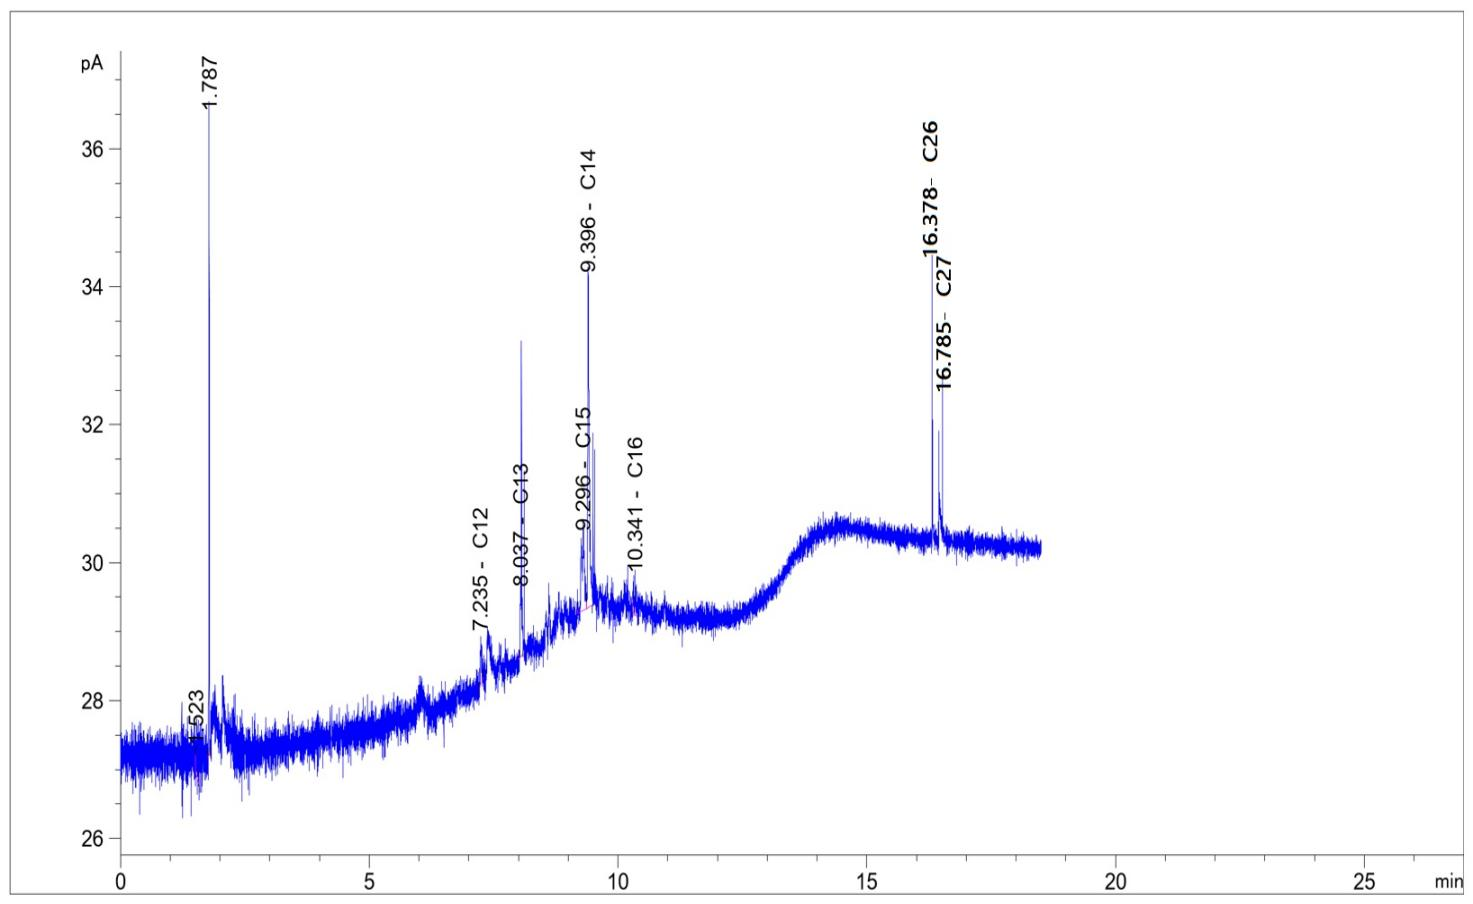 pA
1.787
36
16.378- C26
9.396 - C14
34
16.785- C27
32
9.296 - C15
10.341 - C16
8.037 - C13
7.235 - C12
30
28
1.523
26
0 5 10 15 20 25 min